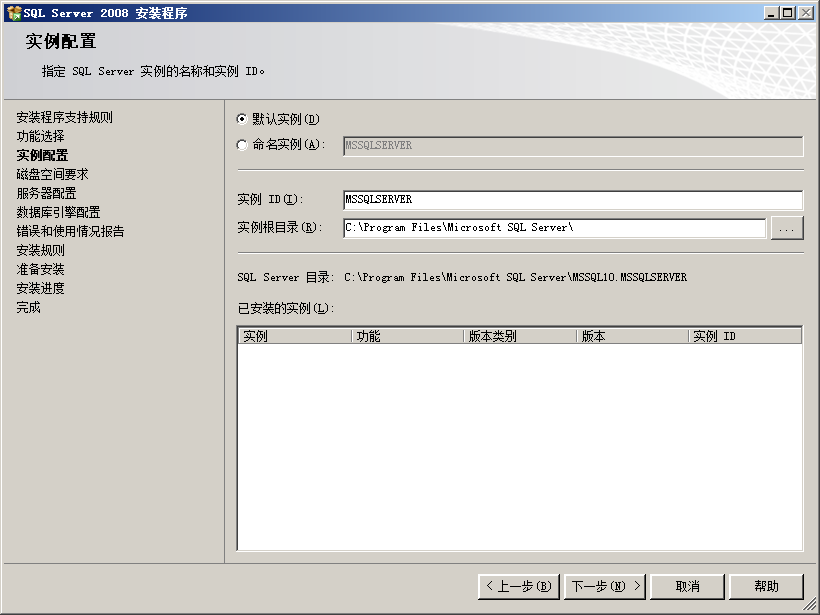 SQL Server 2008 安装程序
实例配置
指定 SQL Server 实例的名称和实例 ID。
安装程序支持规则
功能选择
实例配置
磁盘空间要求
服务器配置
数据库引擎配置
错误和使用情况报告
安装规则
准备安装
安装进度
完成
默认实例(D)
命名实例(A): MSSQLSERVER
实例 ID(I): MSSQLSERVER
实例根目录(R): C:\Program Files\Microsoft SQL Server\ ...
SQL Server 目录: C:\Program Files\Microsoft SQL Server\MSSQL10.MSSQLSERVER
已安装的实例(L):
实例 功能 版本类别 版本 实例 ID
< 上一步(B) 下一步(N) > 取消 帮助